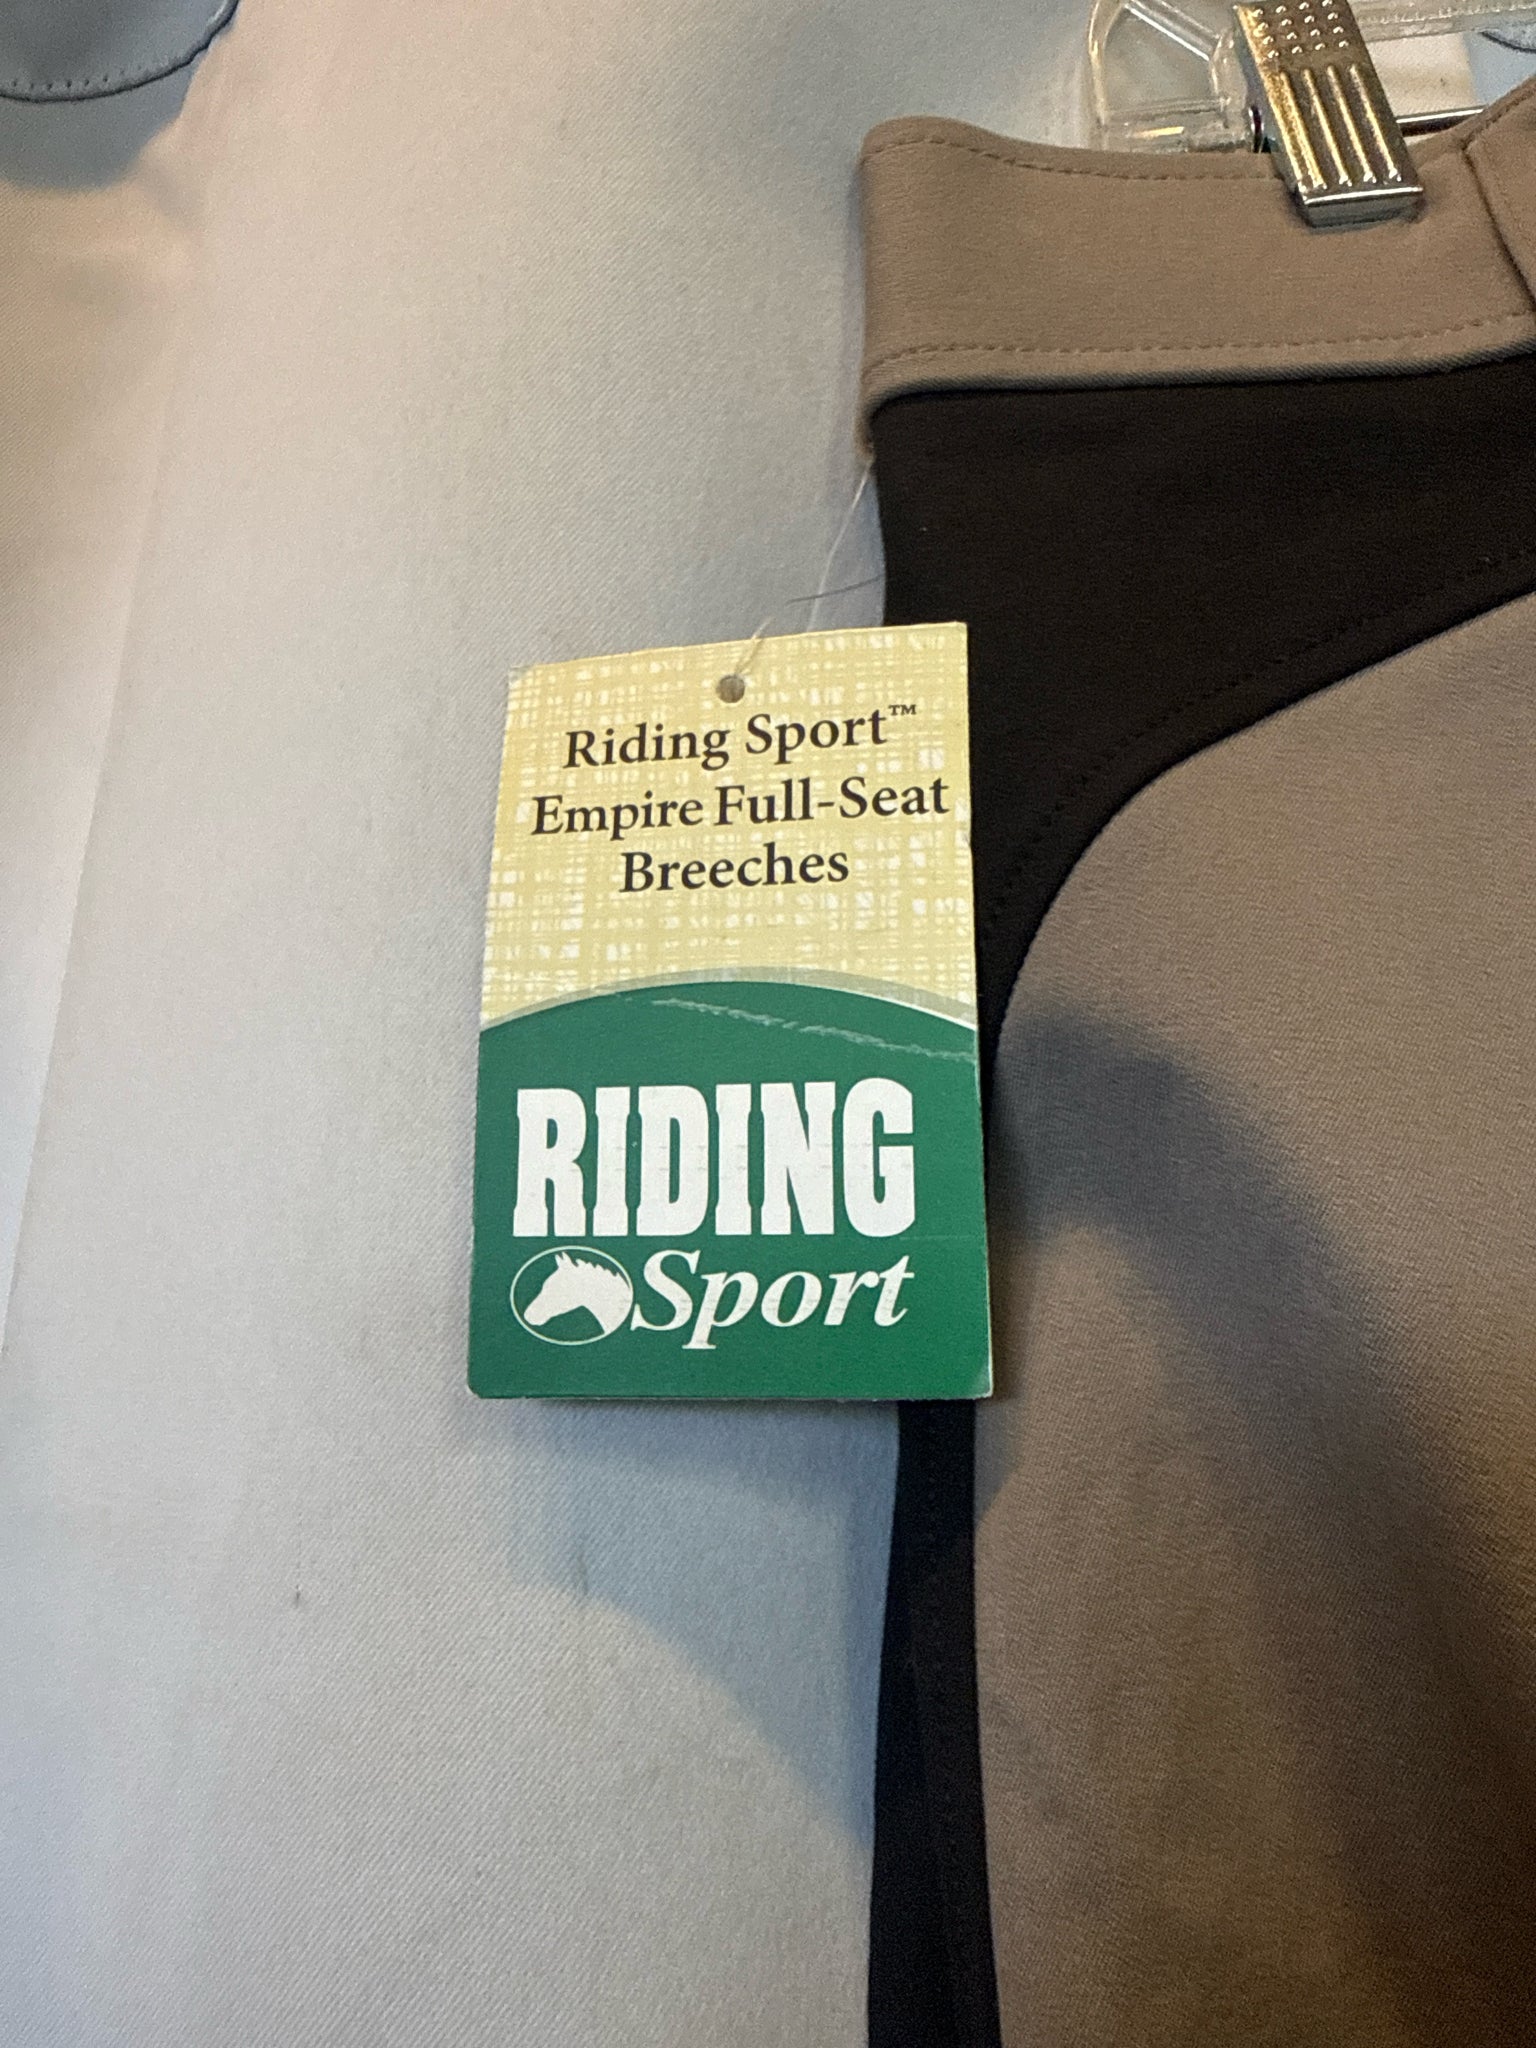 Riding Sport™
Empire Full-Seat
Breeches
RIDING
Sport